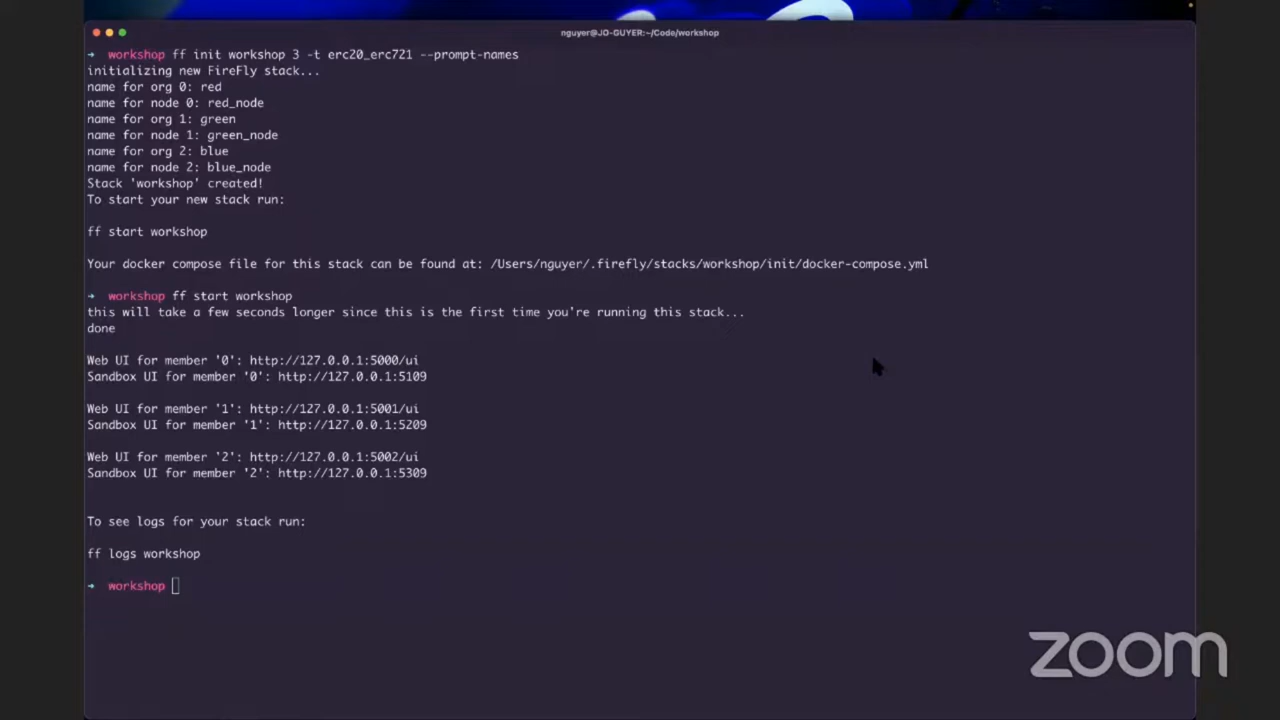 nguyer@JO-GUYER:~/Code/workshop
→ workshop ff init workshop 3 -t erc20_erc721 --prompt-names
initializing new FireFly stack...
name for org 0: red
name for node 0: red_node
name for org 1: green
name for node 1: green_node
name for org 2: blue
name for node 2: blue_node
Stack 'workshop' created!
To start your new stack run:
ff start workshop
Your docker compose file for this stack can be found at: /Users/nguyer/.firefly/stacks/workshop/init/docker-compose.yml
→ workshop ff start workshop
this will take a few seconds longer since this is the first time you're running this stack...
done
Web UI for member '0': http://127.0.0.1:5000/ui
Sandbox UI for member '0': http://127.0.0.1:5109
Web UI for member '1': http://127.0.0.1:5001/ui
Sandbox UI for member '1': http://127.0.0.1:5209
Web UI for member '2': http://127.0.0.1:5002/ui
Sandbox UI for member '2': http://127.0.0.1:5309
To see logs for your stack run:
ff logs workshop
→ workshop
zoom